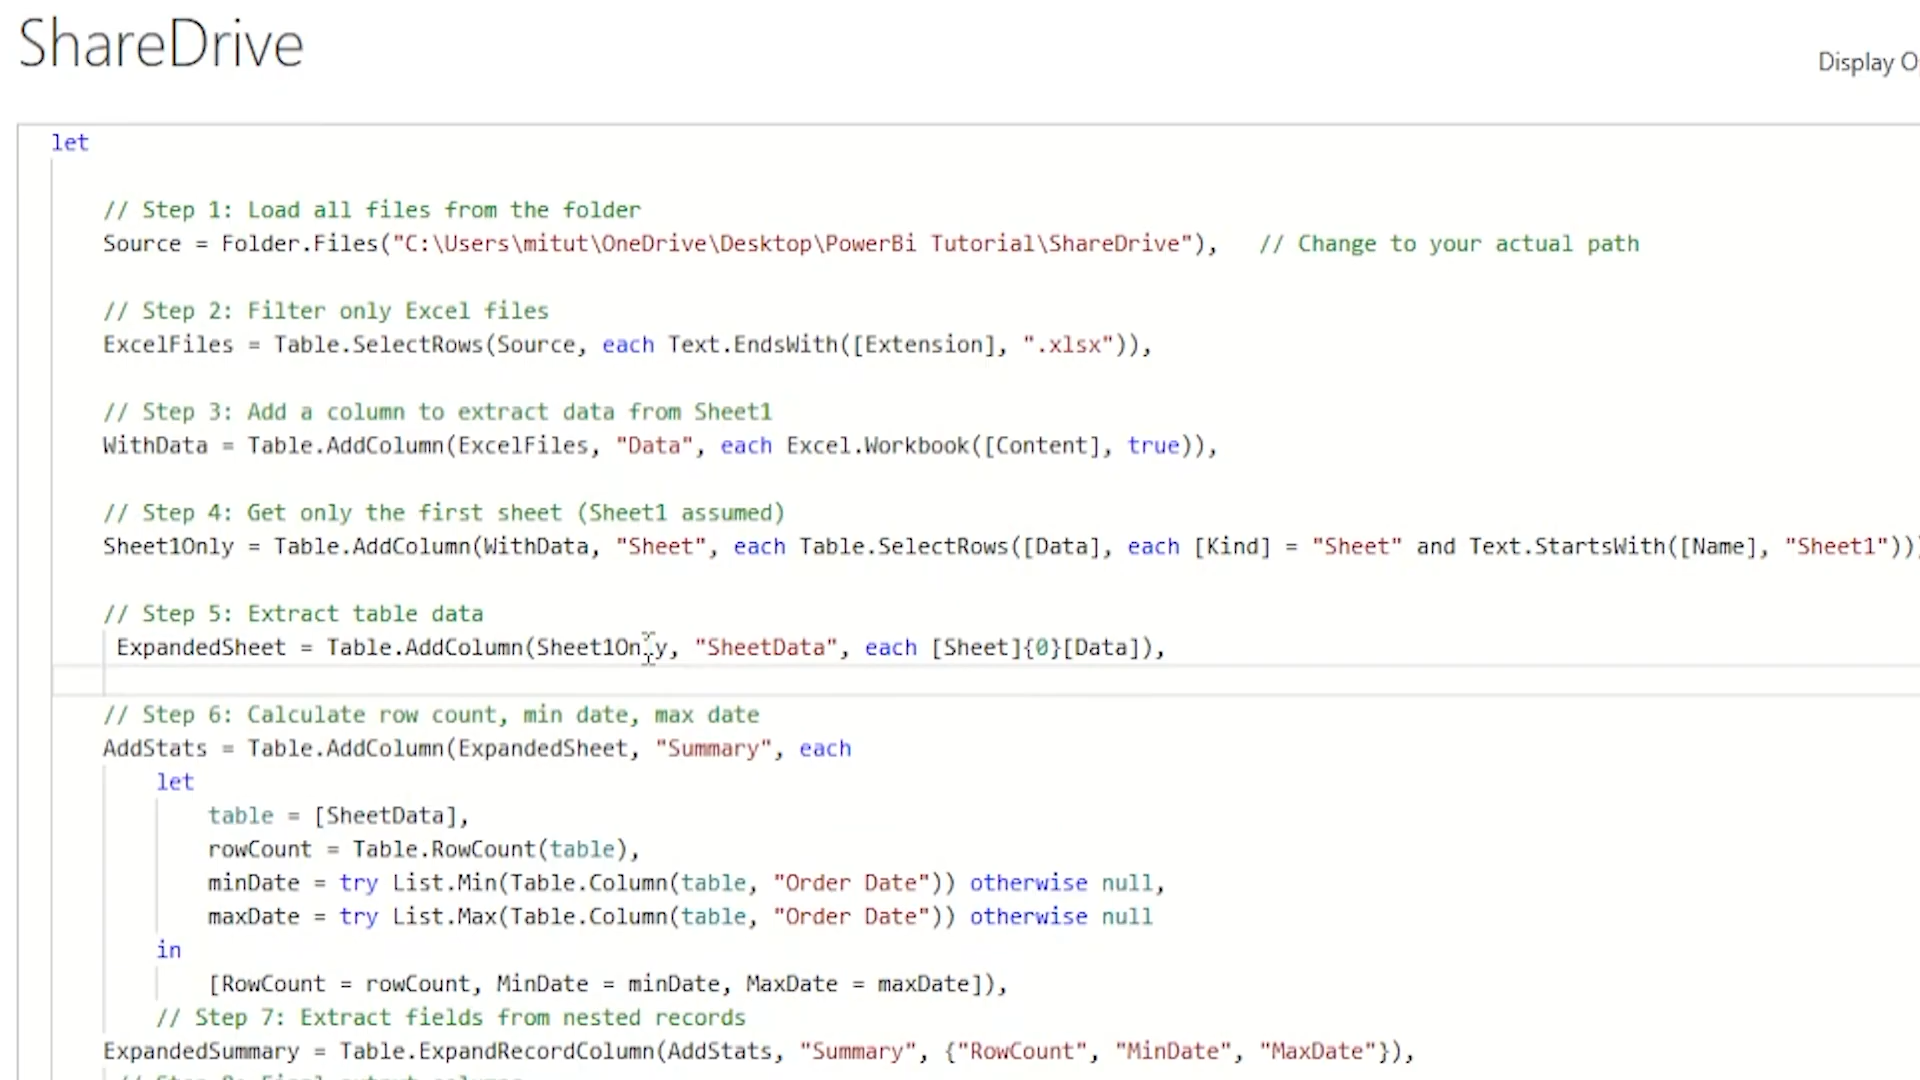 ShareDrive
Display O
let
// Step 1: Load all files from the folder
Source = Folder.Files("C:\Users\mitut\OneDrive\Desktop\PowerBi Tutorial\ShareDrive"),   // Change to your actual path
// Step 2: Filter only Excel files
ExcelFiles = Table.SelectRows(Source, each Text.EndsWith([Extension], ".xlsx")),
// Step 3: Add a column to extract data from Sheet1
WithData = Table.AddColumn(ExcelFiles, "Data", each Excel.Workbook([Content], true)),
// Step 4: Get only the first sheet (Sheet1 assumed)
Sheet1Only = Table.AddColumn(WithData, "Sheet", each Table.SelectRows([Data], each [Kind] = "Sheet" and Text.StartsWith([Name], "Sheet1")))
// Step 5: Extract table data
ExpandedSheet = Table.AddColumn(Sheet1Only, "SheetData", each [Sheet]{0}[Data]),
// Step 6: Calculate row count, min date, max date
AddStats = Table.AddColumn(ExpandedSheet, "Summary", each
let
table = [SheetData],
rowCount = Table.RowCount(table),
minDate = try List.Min(Table.Column(table, "Order Date")) otherwise null,
maxDate = try List.Max(Table.Column(table, "Order Date")) otherwise null
in
[RowCount = rowCount, MinDate = minDate, MaxDate = maxDate]),
// Step 7: Extract fields from nested records
ExpandedSummary = Table.ExpandRecordColumn(AddStats, "Summary", {"RowCount", "MinDate", "MaxDate"}),